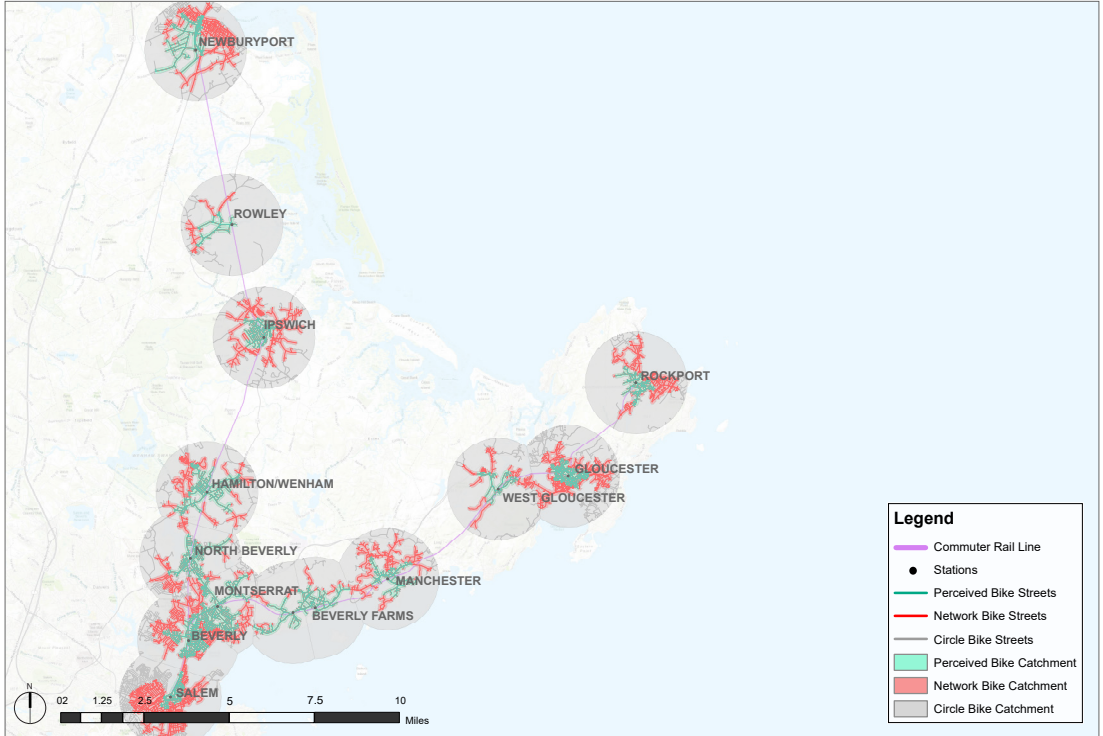 NEWBURYPORT
ROWLEY
IPSWICH
ROCKPORT
GLOUCESTER
WEST GLOUCESTER
HAMILTON/WENHAM
NORTH BEVERLY
MANCHESTER
MONTSERRAT
BEVERLY FARMS
BEVERLY
SALEM
Legend
Commuter Rail Line
Stations
Perceived Bike Streets
Network Bike Streets
Circle Bike Streets
Perceived Bike Catchment
Network Bike Catchment
Circle Bike Catchment
N
02 1.25 2.5 5 7.5 10
Miles